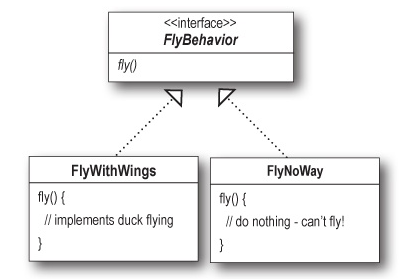 <<interface>>
FlyBehavior
fly()
FlyWithWings
fly() {
// implements duck flying
}
FlyNoWay
fly() {
// do nothing - can't fly!
}